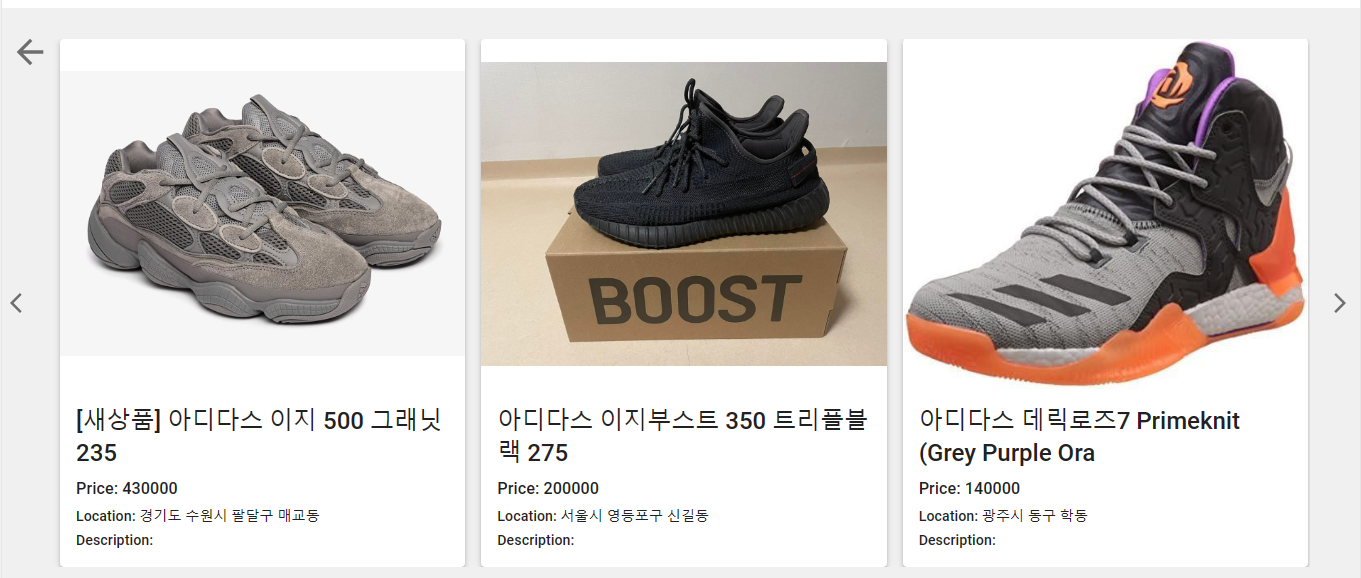 BOOST
[새상품] 아디다스 이지 500 그래닛
235
Price: 430000
Location: 경기도 수원시 팔달구 매교동
Description:
아디다스 이지부스트 350 트리플블
랙 275
Price: 200000
Location: 서울시 영등포구 신길동
Description:
아디다스 데릭로즈7 Primeknit
(Grey Purple Ora
Price: 140000
Location: 광주시 동구 학동
Description: